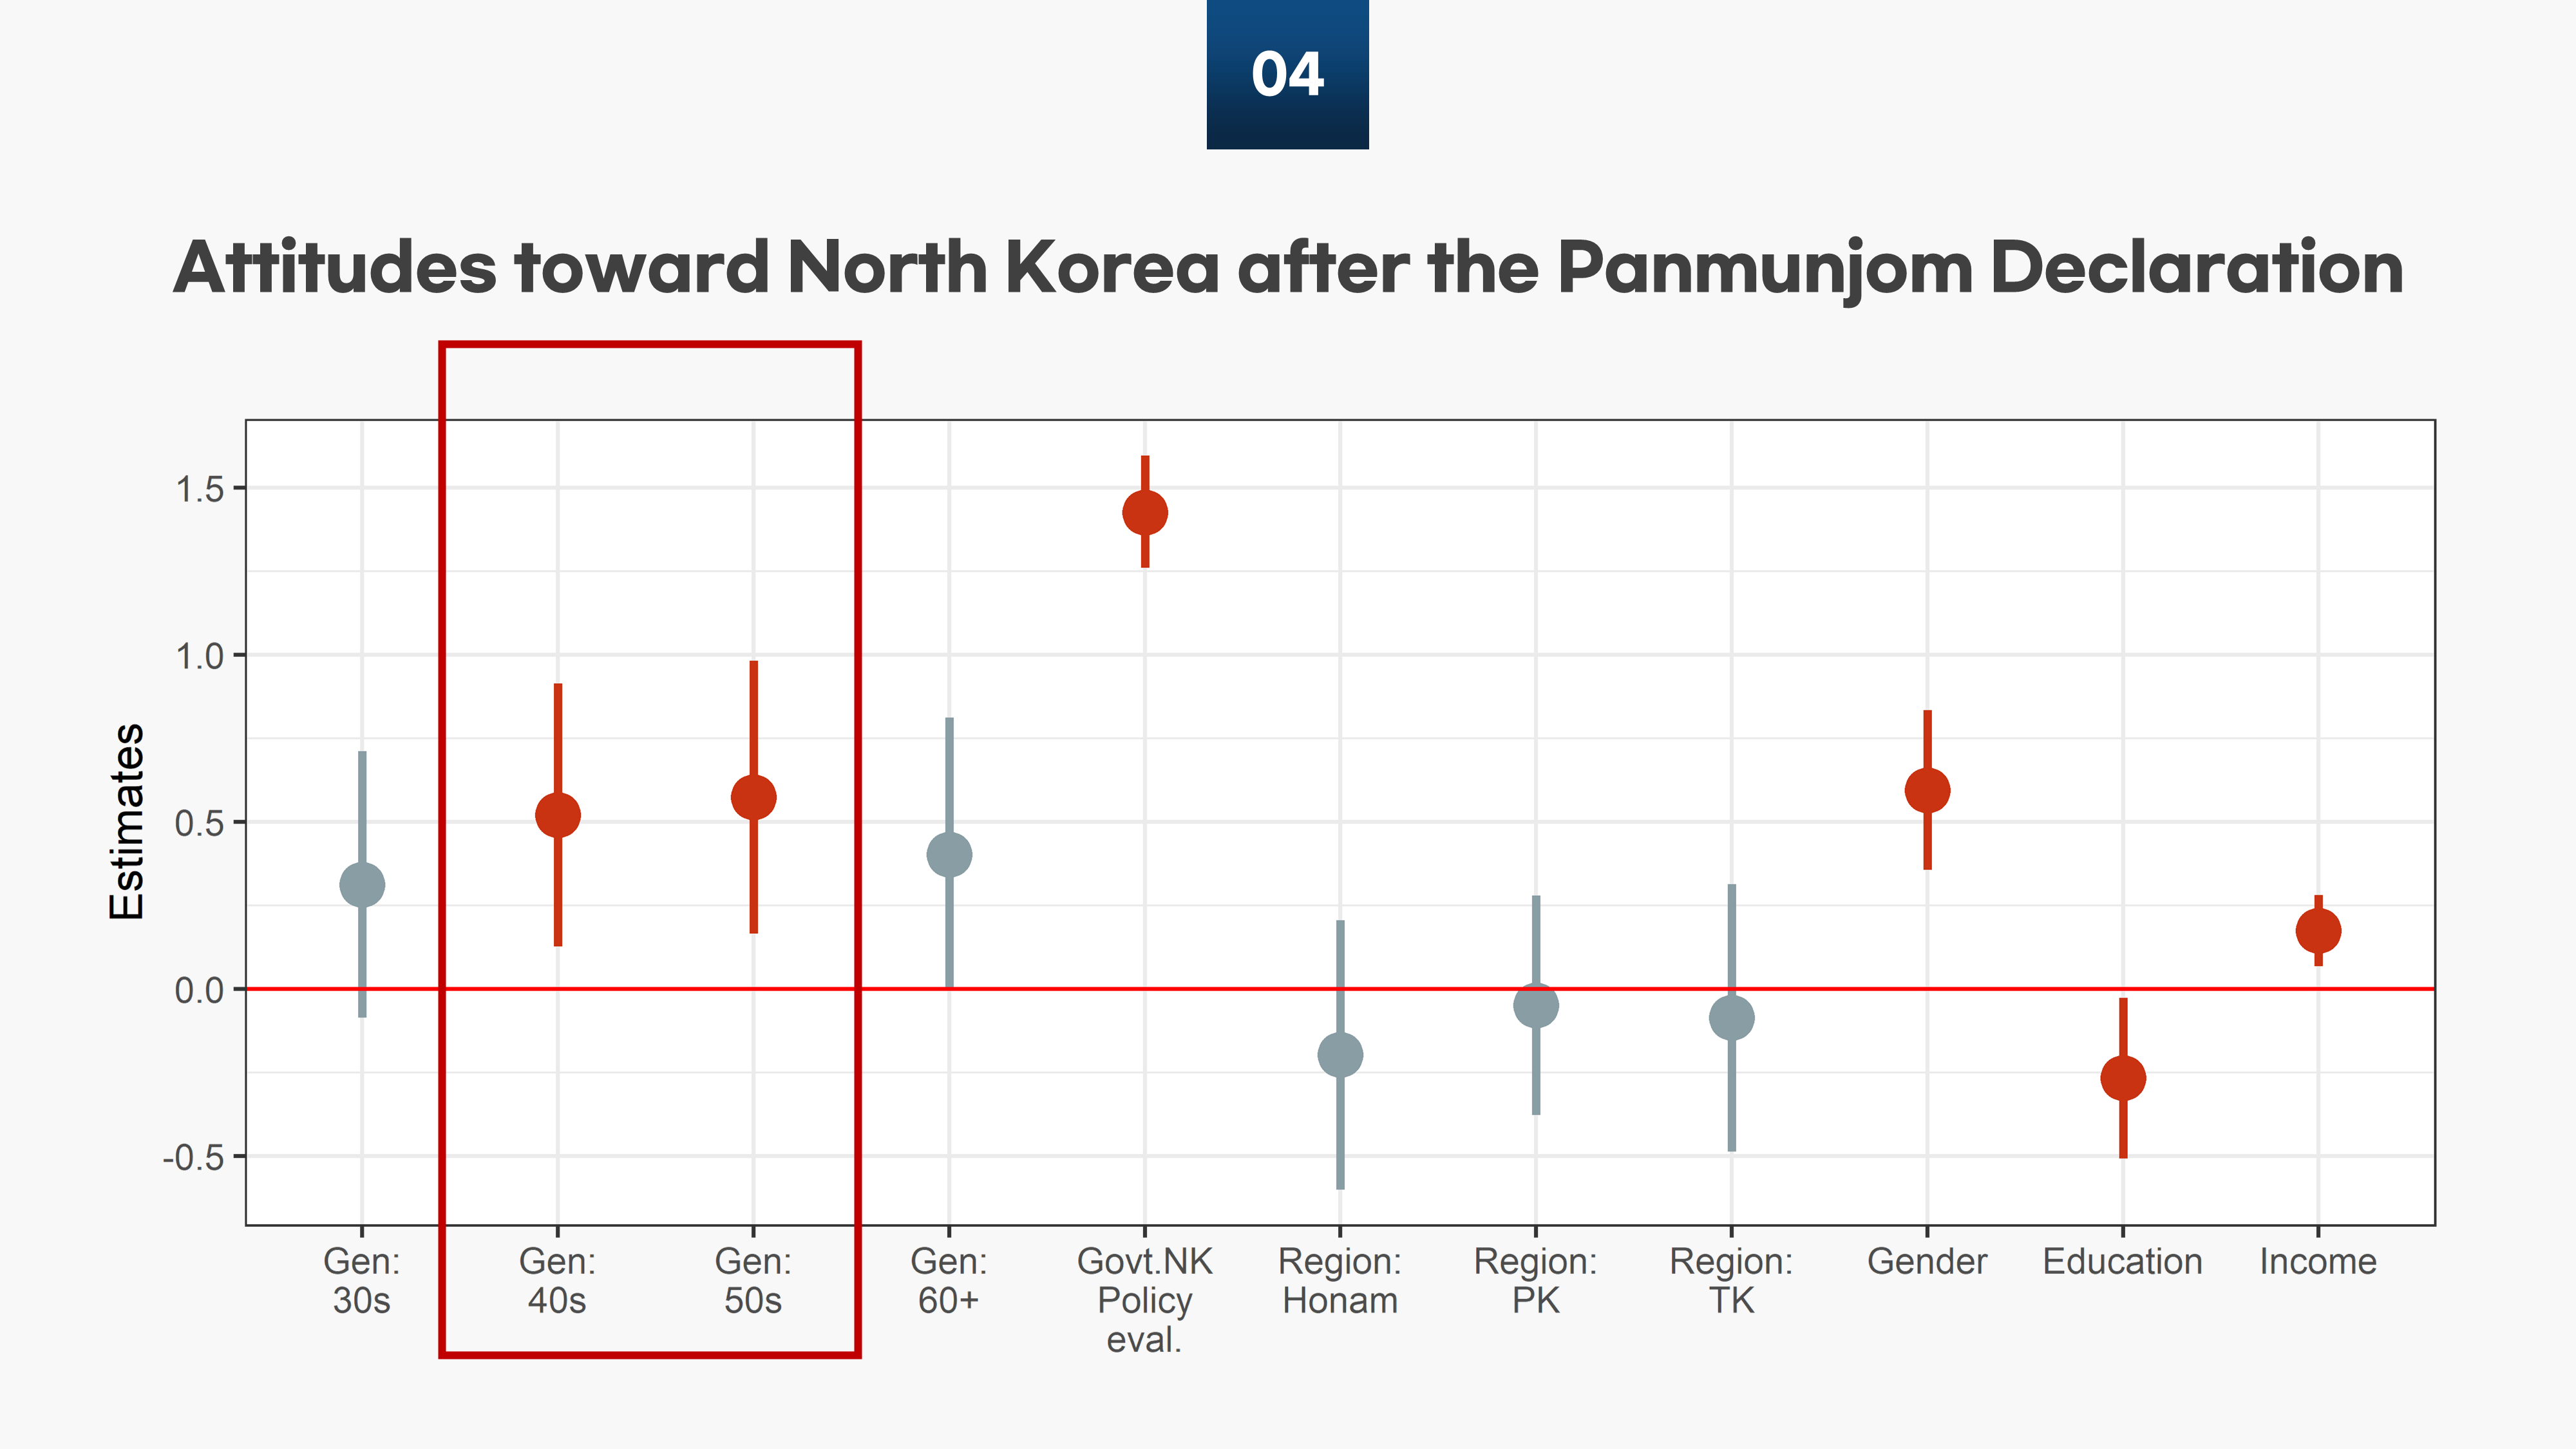 04
Attitudes toward North Korea after the Panmunjom Declaration
Estimates
1.5
1.0
0.5
0.0
-0.5
Gen:
30s
Gen:
40s
Gen:
50s
Gen:
60+
Govt.NK
Policy
eval.
Region:
Honam
Region:
PK
Region:
TK
Gender
Education
Income